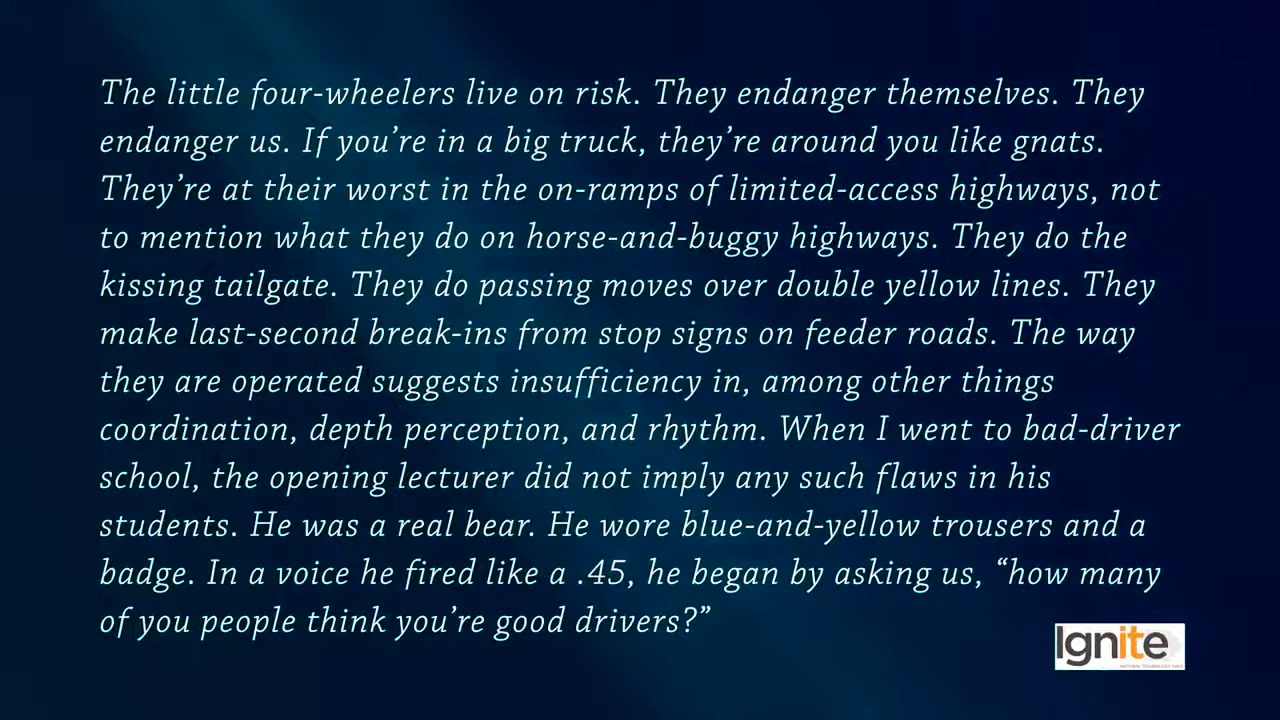 The little four-wheelers live on risk. They endanger themselves. They
endanger us. If you’re in a big truck, they’re around you like gnats.
They’re at their worst in the on-ramps of limited-access highways, not
to mention what they do on horse-and-buggy highways. They do the
kissing tailgate. They do passing moves over double yellow lines. They
make last-second break-ins from stop signs on feeder roads. The way
they are operated suggests insufficiency in, among other things
coordination, depth perception, and rhythm. When I went to bad-driver
school, the opening lecturer did not imply any such flaws in his
students. He was a real bear. He wore blue-and-yellow trousers and a
badge. In a voice he fired like a .45, he began by asking us, “how many
of you people think you’re good drivers?”
Ignite